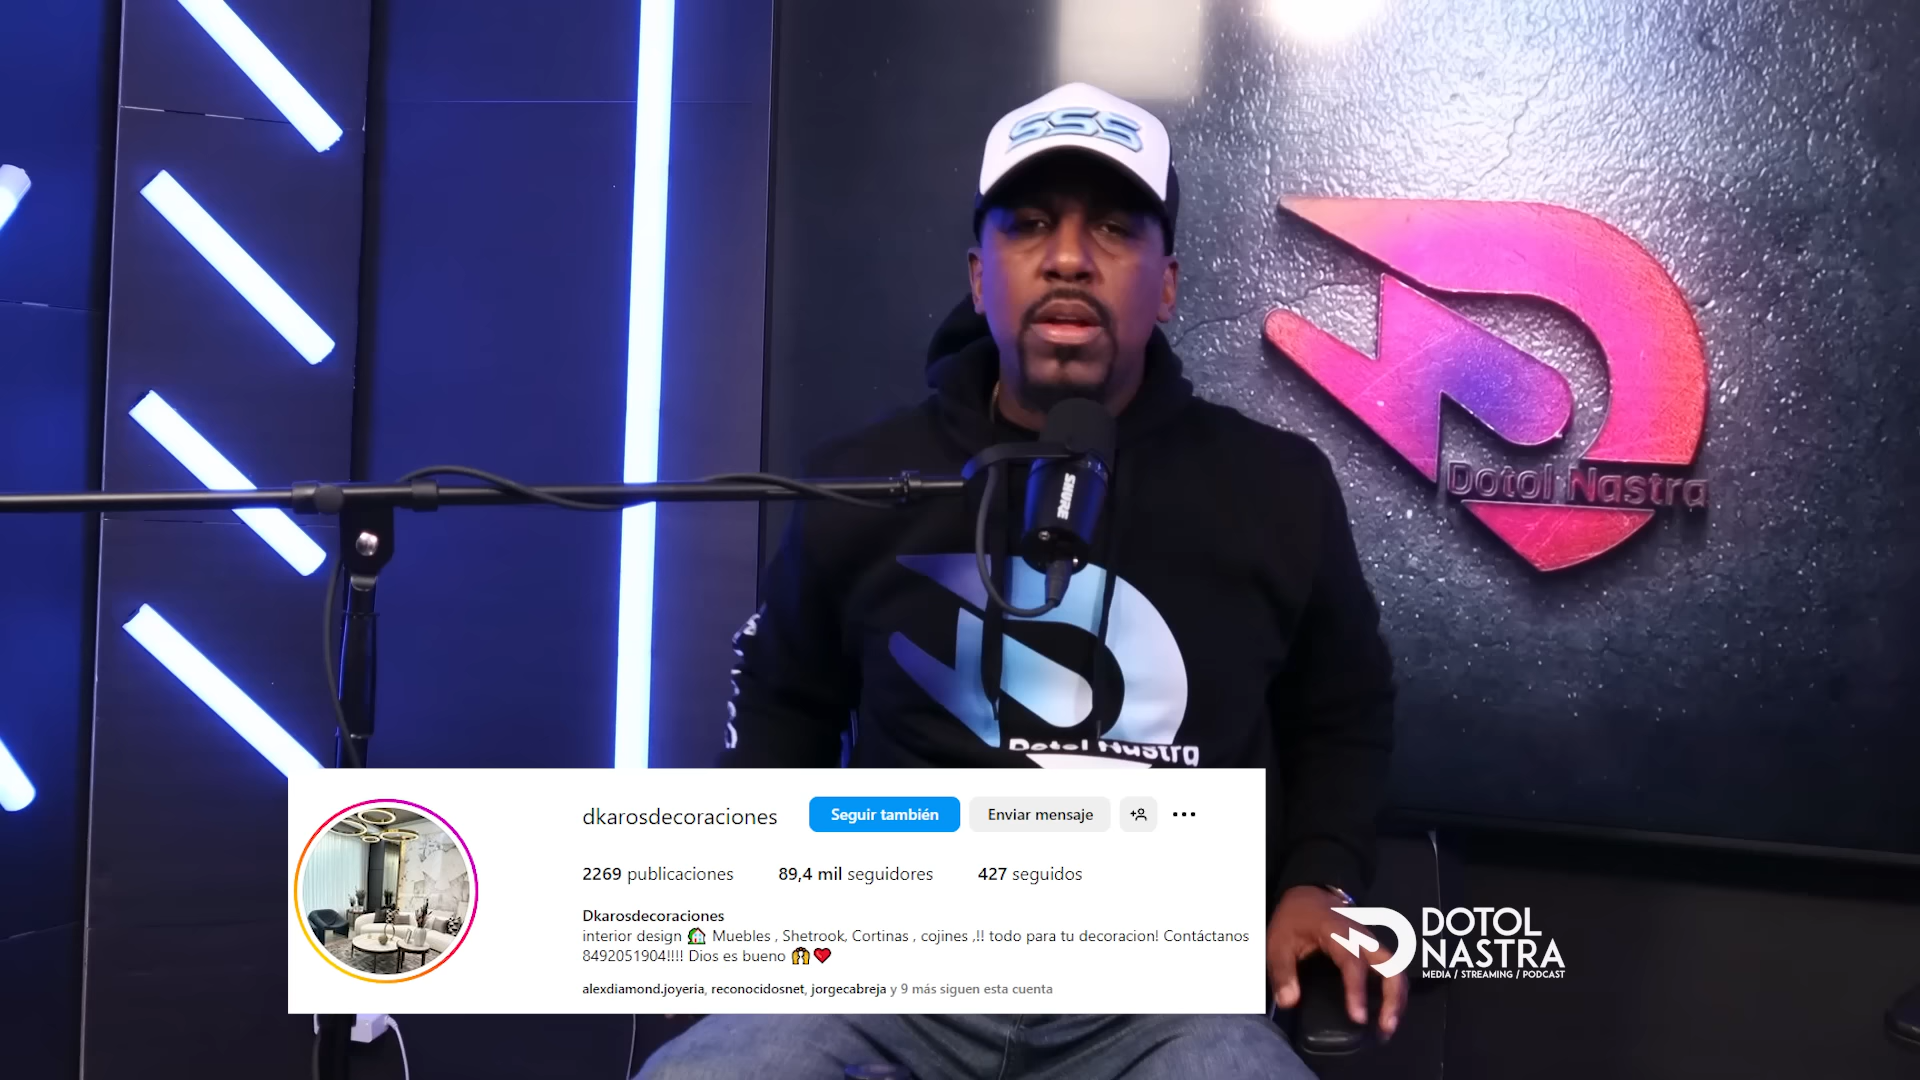 SSS
Dotol Nastra
SHURE
Dotol Nastra
dkarosdecoraciones
Seguir también
Enviar mensaje
2269 publicaciones
89,4 mil seguidores
427 seguidos
Dkarosdecoraciones
interior design 🏠 Muebles , Shetrook, Cortinas , cojines ,!! todo para tu decoracion! Contáctanos
8492051904!!!! Dios es bueno 🙌❤️
alexdiamond.joyeria, reconocidosnet, jorgecabreja y 9 más siguen esta cuenta
DOTOL
NASTRA
MEDIA / STREAMING / PODCAST